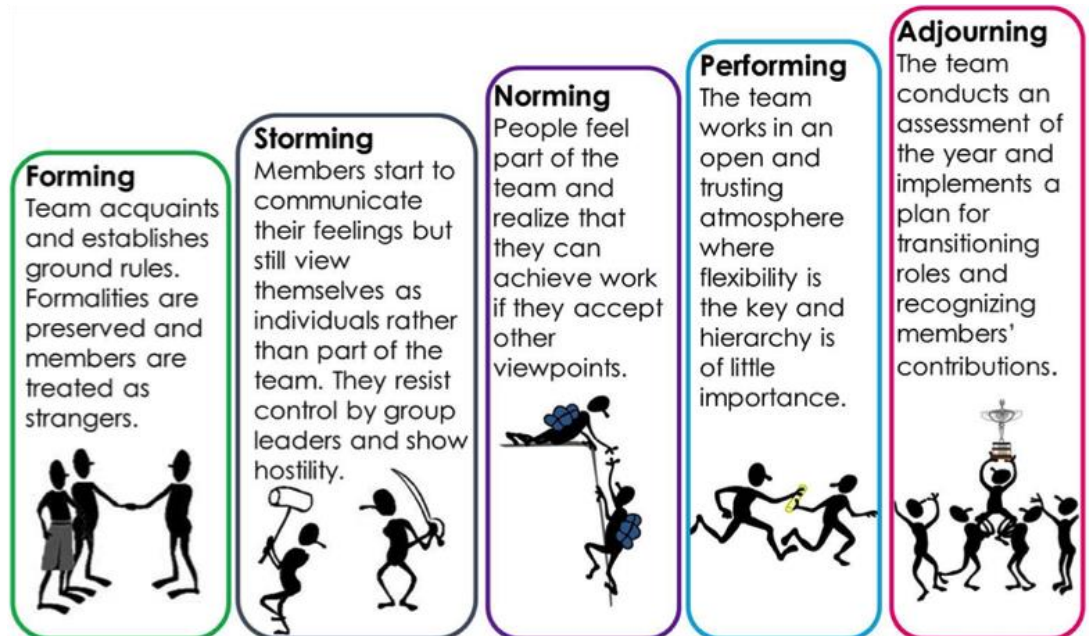 Forming
Team acquaints
and establishes
ground rules.
Formalities are
preserved and
members are
treated as
strangers.
Storming
Members start to
communicate
their feelings but
still view
themselves as
individuals rather
than part of the
team. They resist
control by group
leaders and show
hostility.
Norming
People feel
part of the
team and
realize that
they can
achieve work
if they accept
other
viewpoints.
Performing
The team
works in an
open and
trusting
atmosphere
where
flexibility is
the key and
hierarchy is
of little
importance.
Adjourning
The team
conducts an
assessment of
the year and
implements a
plan for
transitioning
roles and
recognizing
members'
contributions.